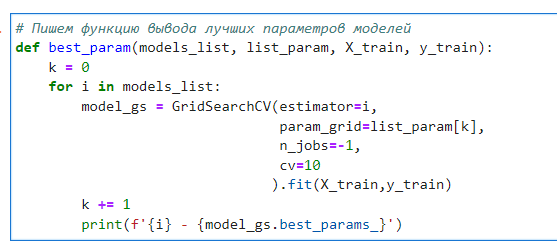 # Пишем функцию вывода лучших параметров моделей
def best_param(models_list, list_param, X_train, y_train):
    k = 0
    for i in models_list:
        model_gs = GridSearchCV(estimator=i,
                                param_grid=list_param[k],
                                n_jobs=-1,
                                cv=10
                               ).fit(X_train,y_train)
        k += 1
        print(f'{i} - {model_gs.best_params_}')